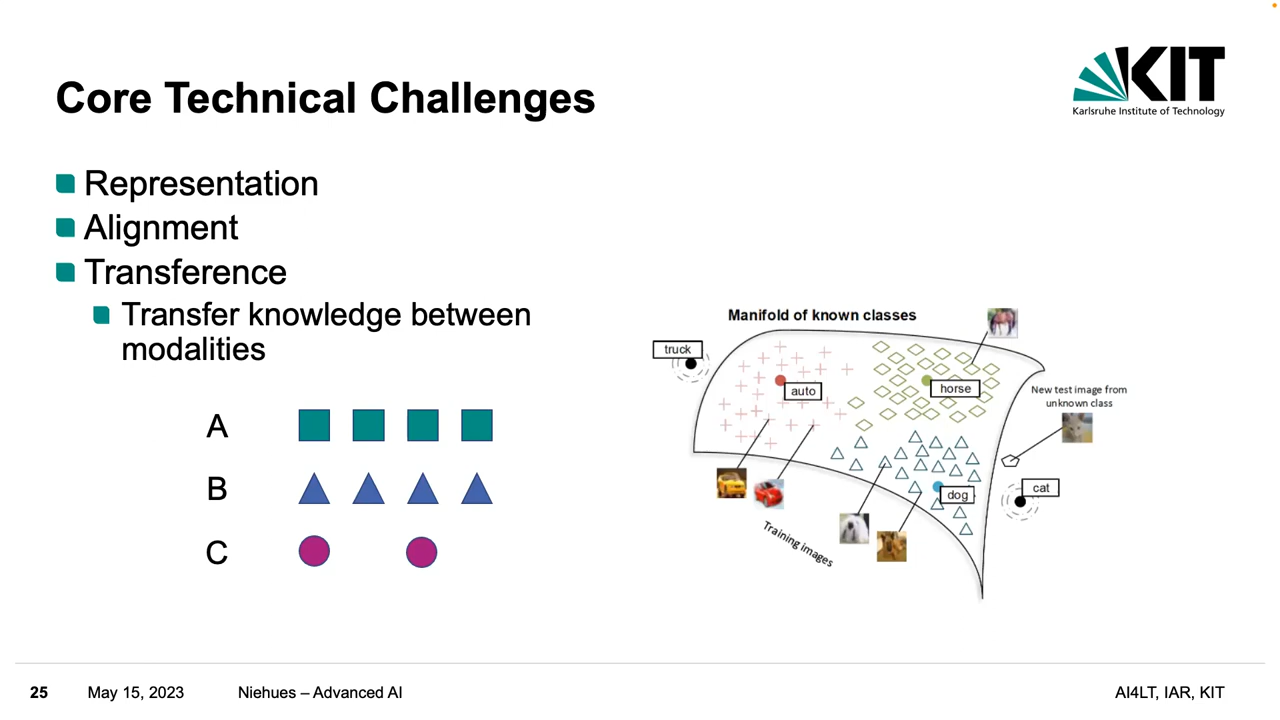 Core Technical Challenges
KIT
Karlsruhe Institute of Technology
Representation
Alignment
Transference
Transfer knowledge between
modalities
A
B
C
Manifold of known classes
truck
auto
horse
New test image from
unknown class
dog
cat
Training images
25 May 15, 2023 Niehues – Advanced AI AI4LT, IAR, KIT